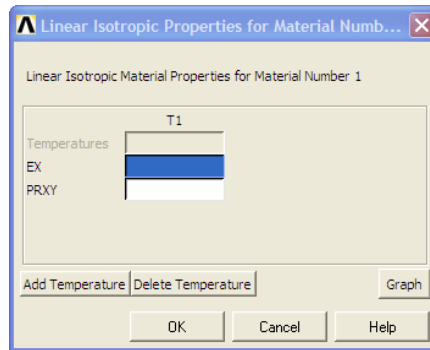 Linear Isotropic Properties for Material Numb...
Linear Isotropic Material Properties for Material Number 1
T1
Temperatures
EX
PRXY
Add Temperature Delete Temperature Graph
OK Cancel Help